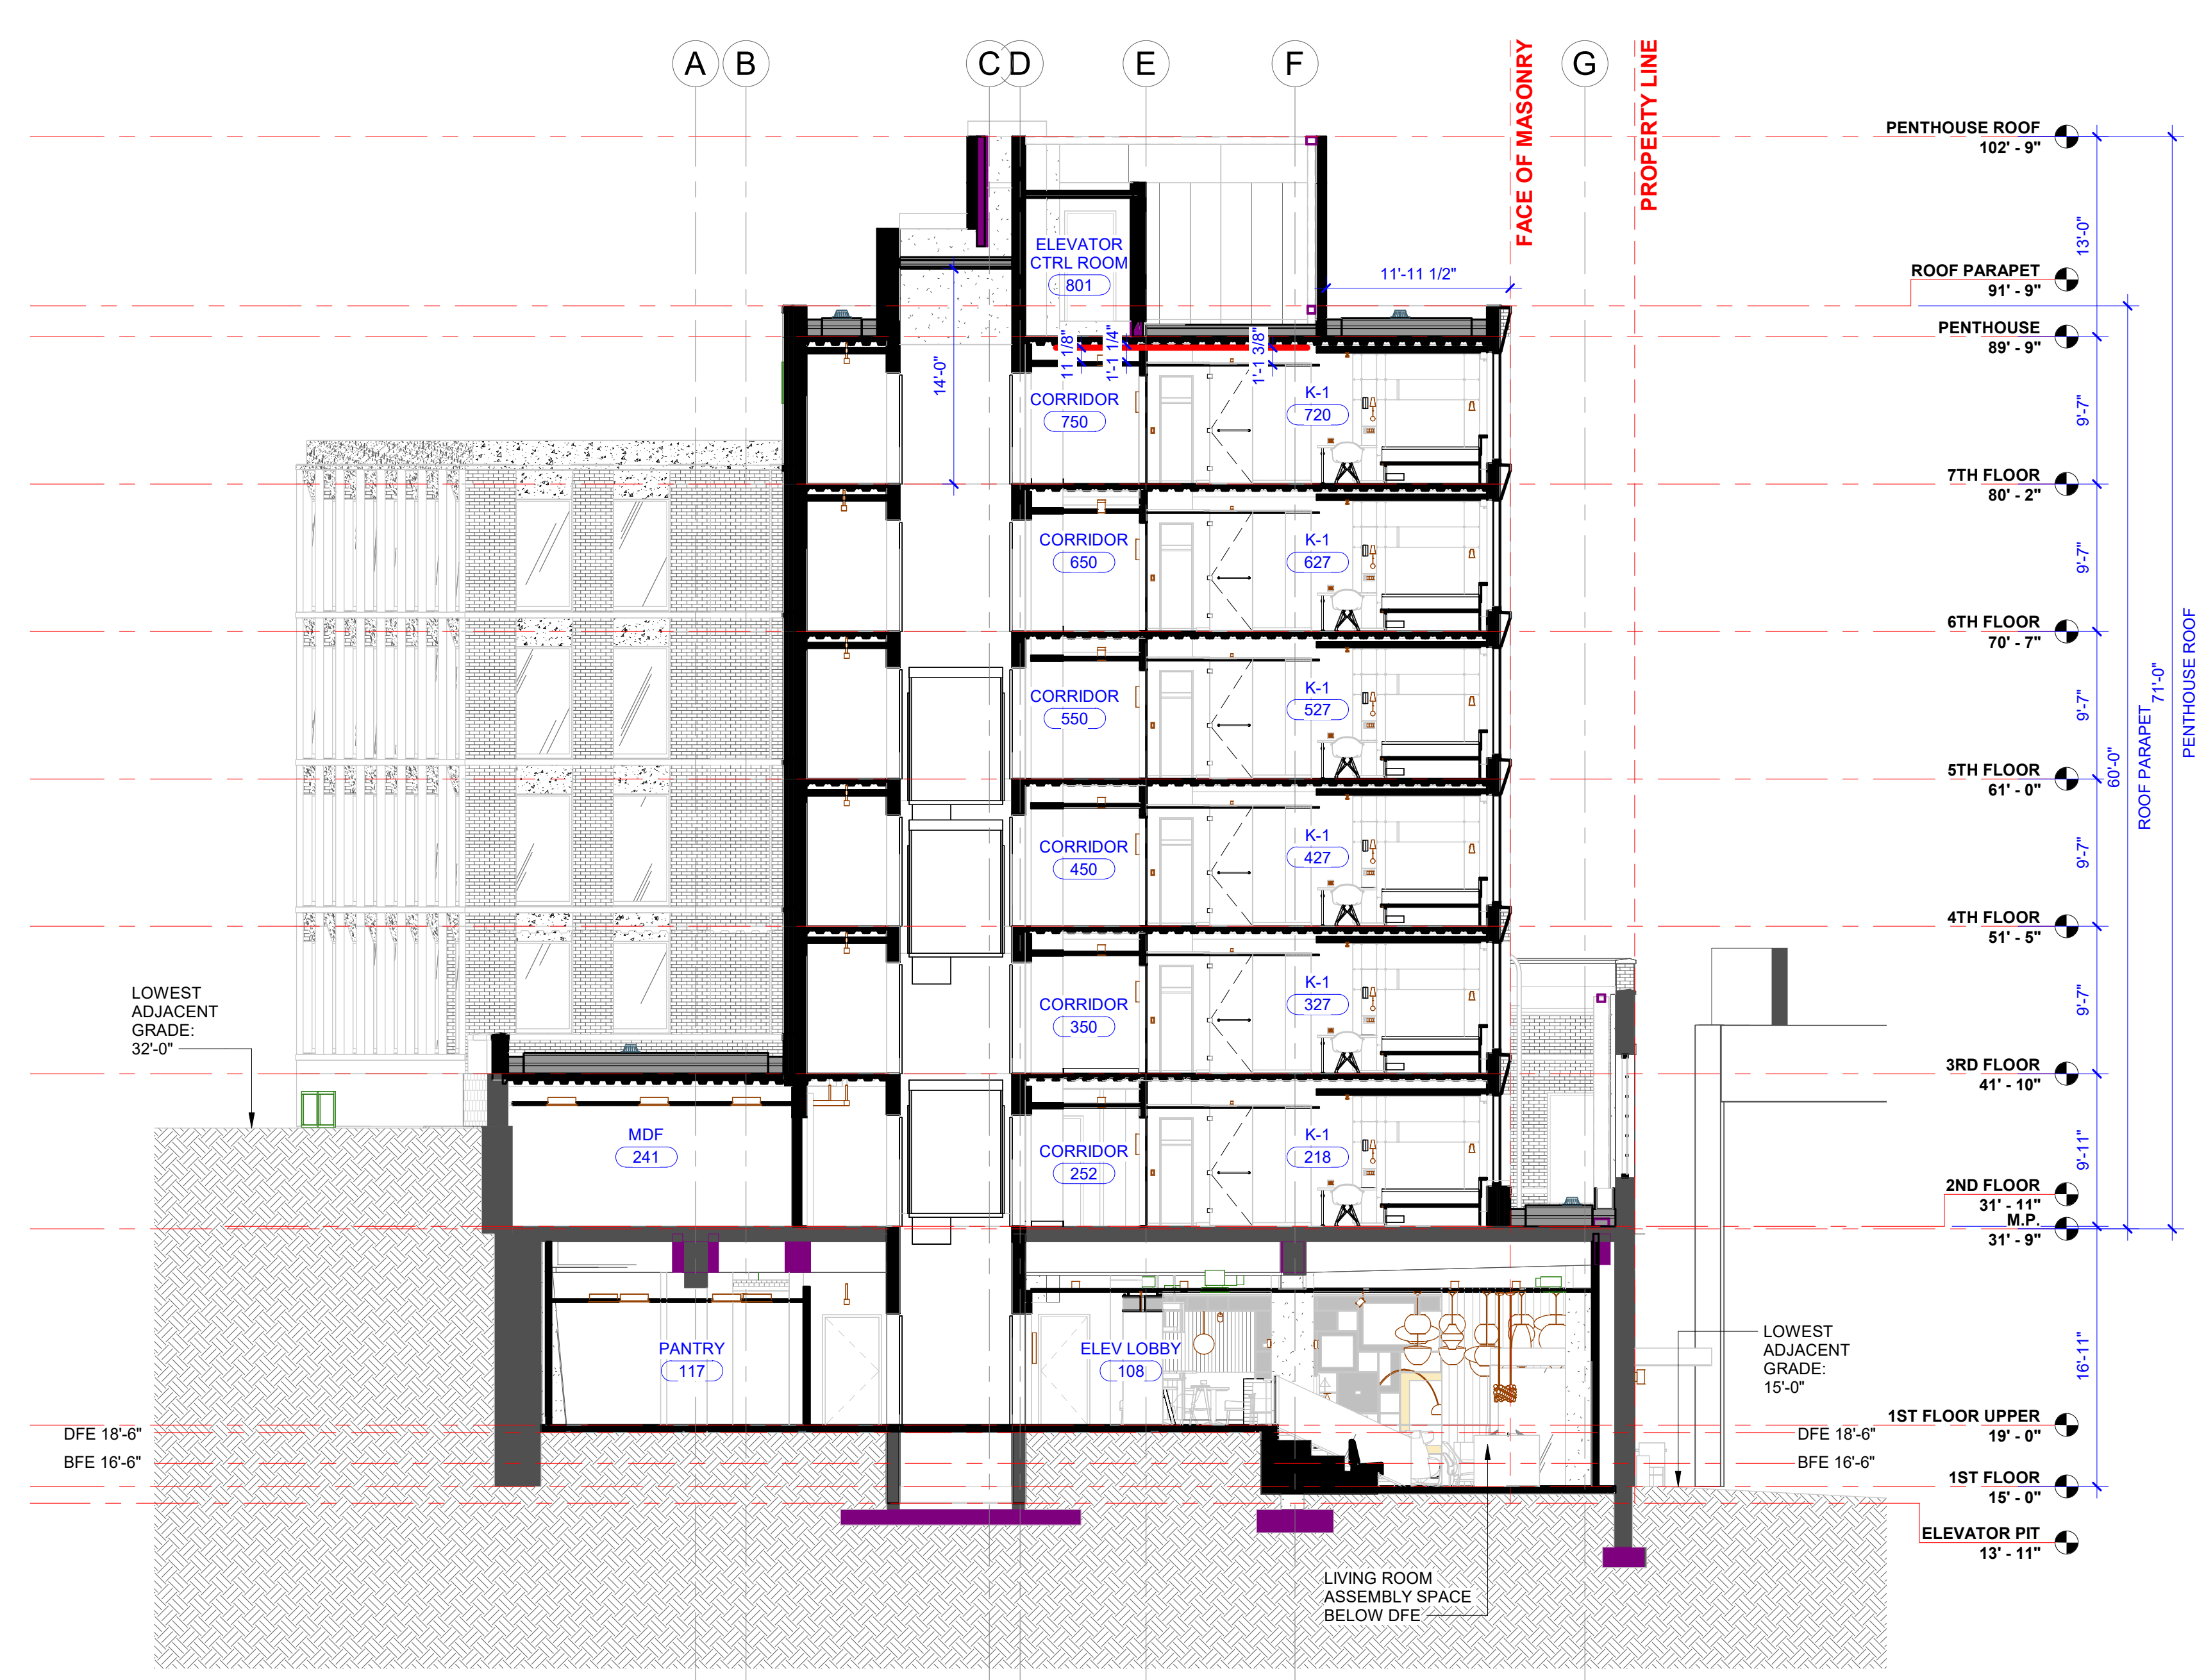 A
B
C
D
E
F
G
FACE OF MASONRY
PROPERTY LINE
PENTHOUSE ROOF
102' - 9"
13'-0"
ROOF PARAPET
91' - 9"
PENTHOUSE
89' - 9"
9'-7"
7TH FLOOR
80' - 2"
9'-7"
6TH FLOOR
70' - 7"
9'-7"
5TH FLOOR
61' - 0"
9'-7"
4TH FLOOR
51' - 5"
9'-7"
3RD FLOOR
41' - 10"
9'-11"
2ND FLOOR
31' - 11"
M.P.
31' - 9"
16'-11"
1ST FLOOR UPPER
19' - 0"
1ST FLOOR
15' - 0"
ELEVATOR PIT
13' - 11"
60'-0"
ROOF PARAPET
71'-0"
PENTHOUSE ROOF
11'-11 1/2"
14'-0"
11 1/8"
1'-1 1/4"
1'-1 3/8"
ELEVATOR
CTRL ROOM
801
CORRIDOR
750
K-1
720
CORRIDOR
650
K-1
627
CORRIDOR
550
K-1
527
CORRIDOR
450
K-1
427
CORRIDOR
350
K-1
327
MDF
241
CORRIDOR
252
K-1
218
PANTRY
117
ELEV LOBBY
108
LOWEST
ADJACENT
GRADE:
32'-0"
LOWEST
ADJACENT
GRADE:
15'-0"
DFE 18'-6"
BFE 16'-6"
DFE 18'-6"
BFE 16'-6"
LIVING ROOM
ASSEMBLY SPACE
BELOW DFE